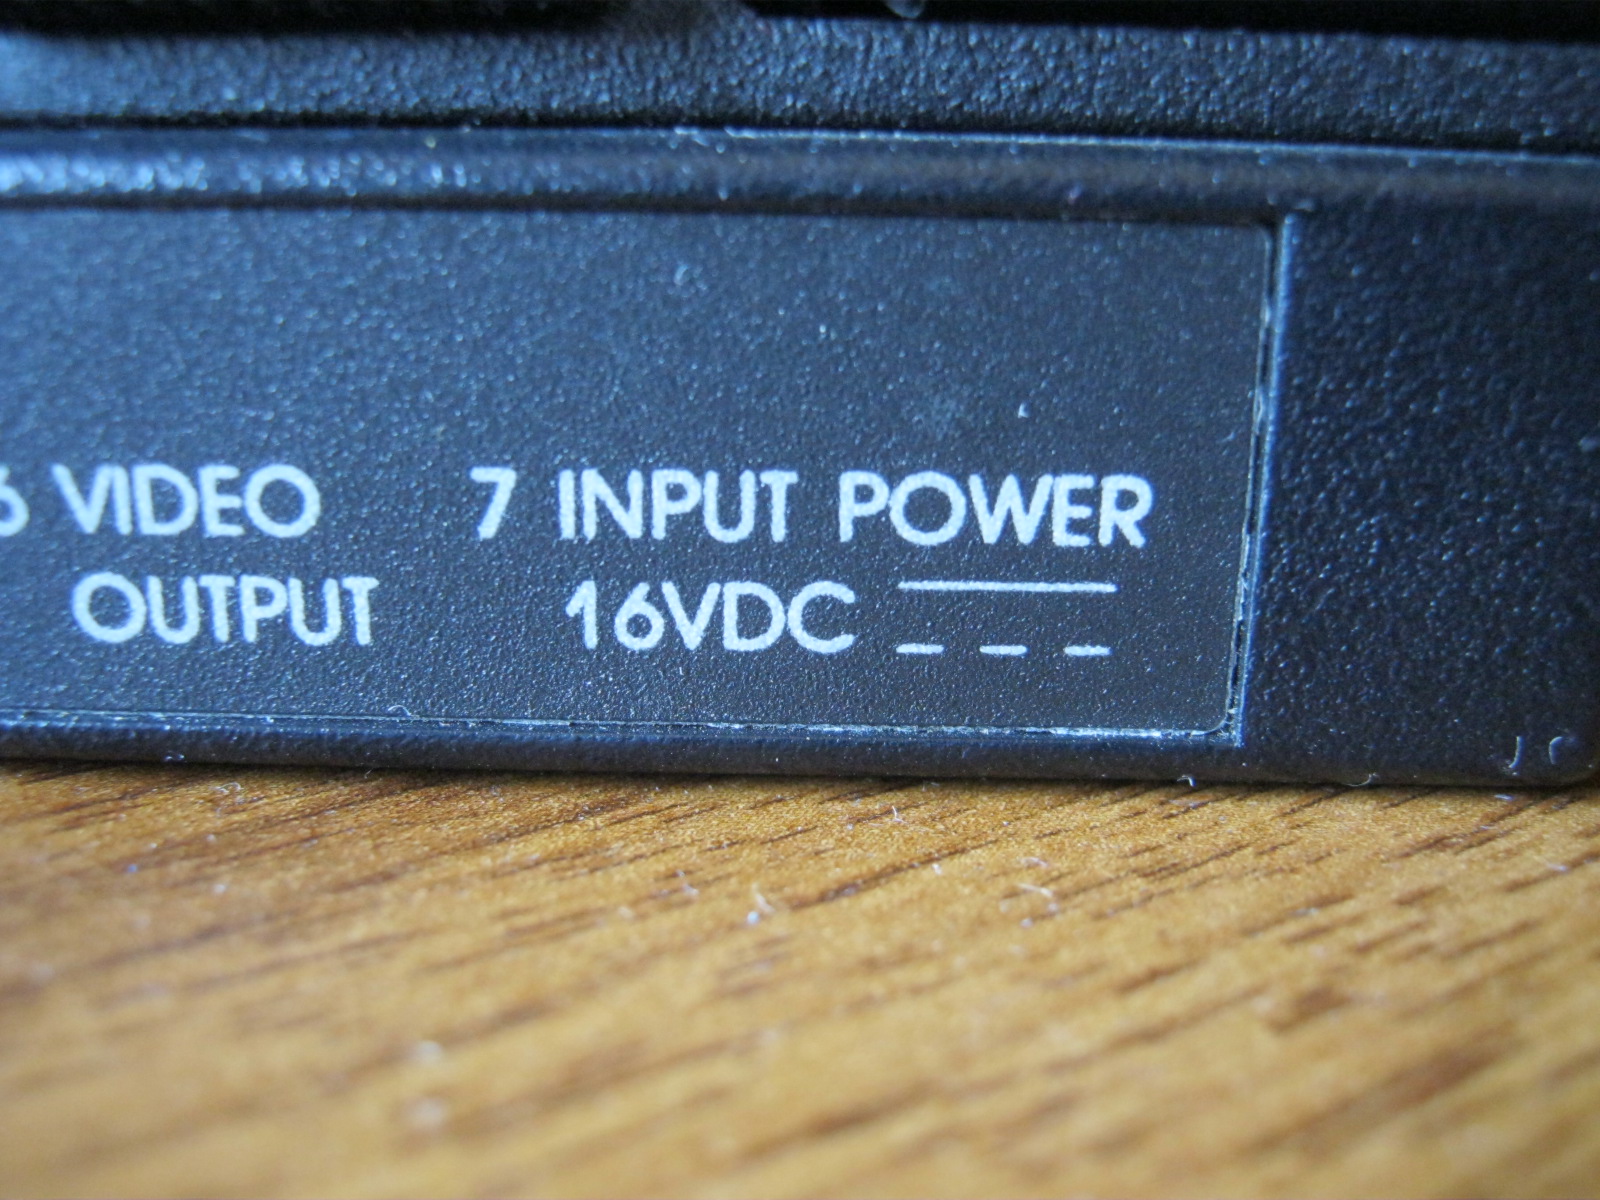 6 VIDEO
OUTPUT
7 INPUT POWER
16VDC